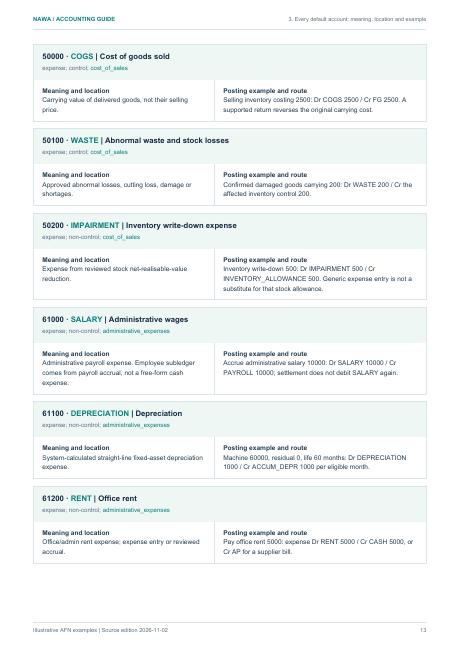 NAWA / ACCOUNTING GUIDE
3. Every default account: meaning, location and example
50000 · COGS | Cost of goods sold
expense; control; cost_of_sales
Meaning and location
Carrying value of delivered goods, not their selling
price.
Posting example and route
Selling inventory costing 2500: Dr COGS 2500 / Cr FG 2500. A
supported return reverses the original carrying cost.
50100 · WASTE | Abnormal waste and stock losses
expense; control; cost_of_sales
Meaning and location
Approved abnormal losses, cutting loss, damage or
shortages.
Posting example and route
Confirmed damaged goods carrying 200: Dr WASTE 200 / Cr the
affected inventory control 200.
50200 · IMPAIRMENT | Inventory write-down expense
expense; non-control; cost_of_sales
Meaning and location
Expense from reviewed stock net-realisable-value
reduction.
Posting example and route
Inventory write-down 500: Dr IMPAIRMENT 500 / Cr
INVENTORY_ALLOWANCE 500. Generic expense entry is not a
substitute for that stock allowance.
61000 · SALARY | Administrative wages
expense; non-control; administrative_expenses
Meaning and location
Administrative payroll expense. Employee subledger
comes from payroll accrual, not a free-form cash
expense.
Posting example and route
Accrue administrative salary 10000: Dr SALARY 10000 / Cr
PAYROLL 10000; settlement does not debit SALARY again.
61100 · DEPRECIATION | Depreciation
expense; non-control; administrative_expenses
Meaning and location
System-calculated straight-line fixed-asset depreciation
expense.
Posting example and route
Machine 60000, residual 0, life 60 months: Dr DEPRECIATION
1000 / Cr ACCUM_DEPR 1000 per eligible month.
61200 · RENT | Office rent
expense; non-control; administrative_expenses
Meaning and location
Office/admin rent expense; expense entry or reviewed
accrual.
Posting example and route
Pay office rent 5000: expense Dr RENT 5000 / Cr CASH 5000, or
Cr AP for a supplier bill.
Illustrative AFN examples | Source edition 2026-11-02
13